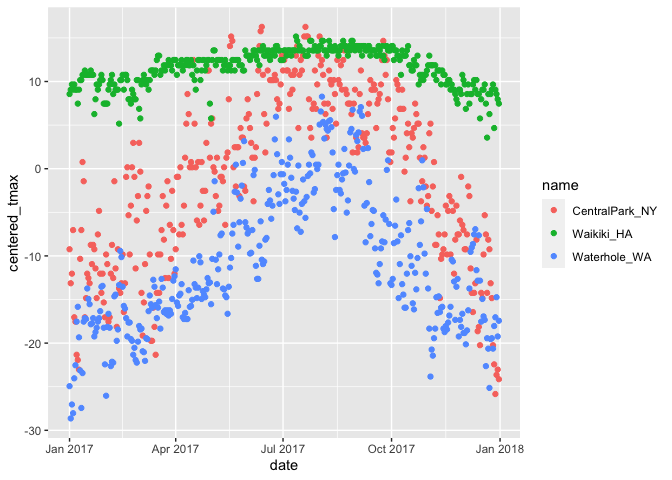 centered_tmax
10
0
-10
-20
-30
Jan 2017
Apr 2017
Jul 2017
Oct 2017
Jan 2018
date
name
CentralPark_NY
Waikiki_HA
Waterhole_WA